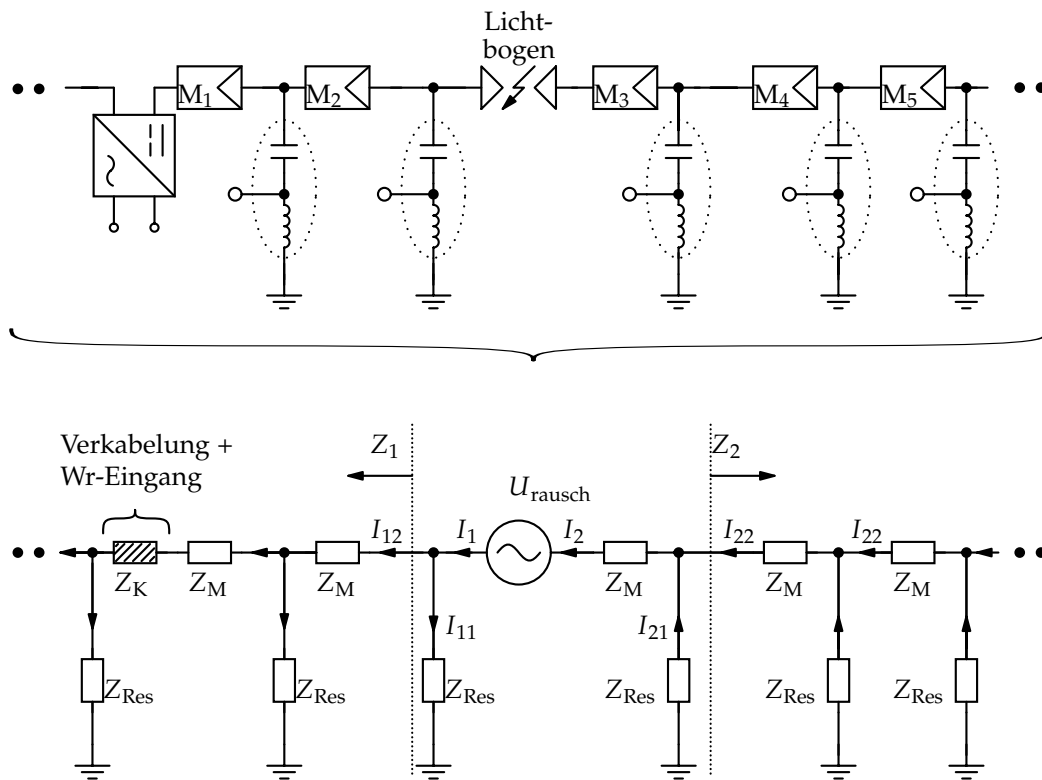 Licht-
bogen
M1 M2 M3 M4 M5
Verkabelung +
Wr-Eingang
Z1 Z2
Urausch
I12 I1 I2 I22 I22
ZK ZM ZM ZM ZM ZM
I11 I21
ZRes ZRes ZRes ZRes ZRes ZRes